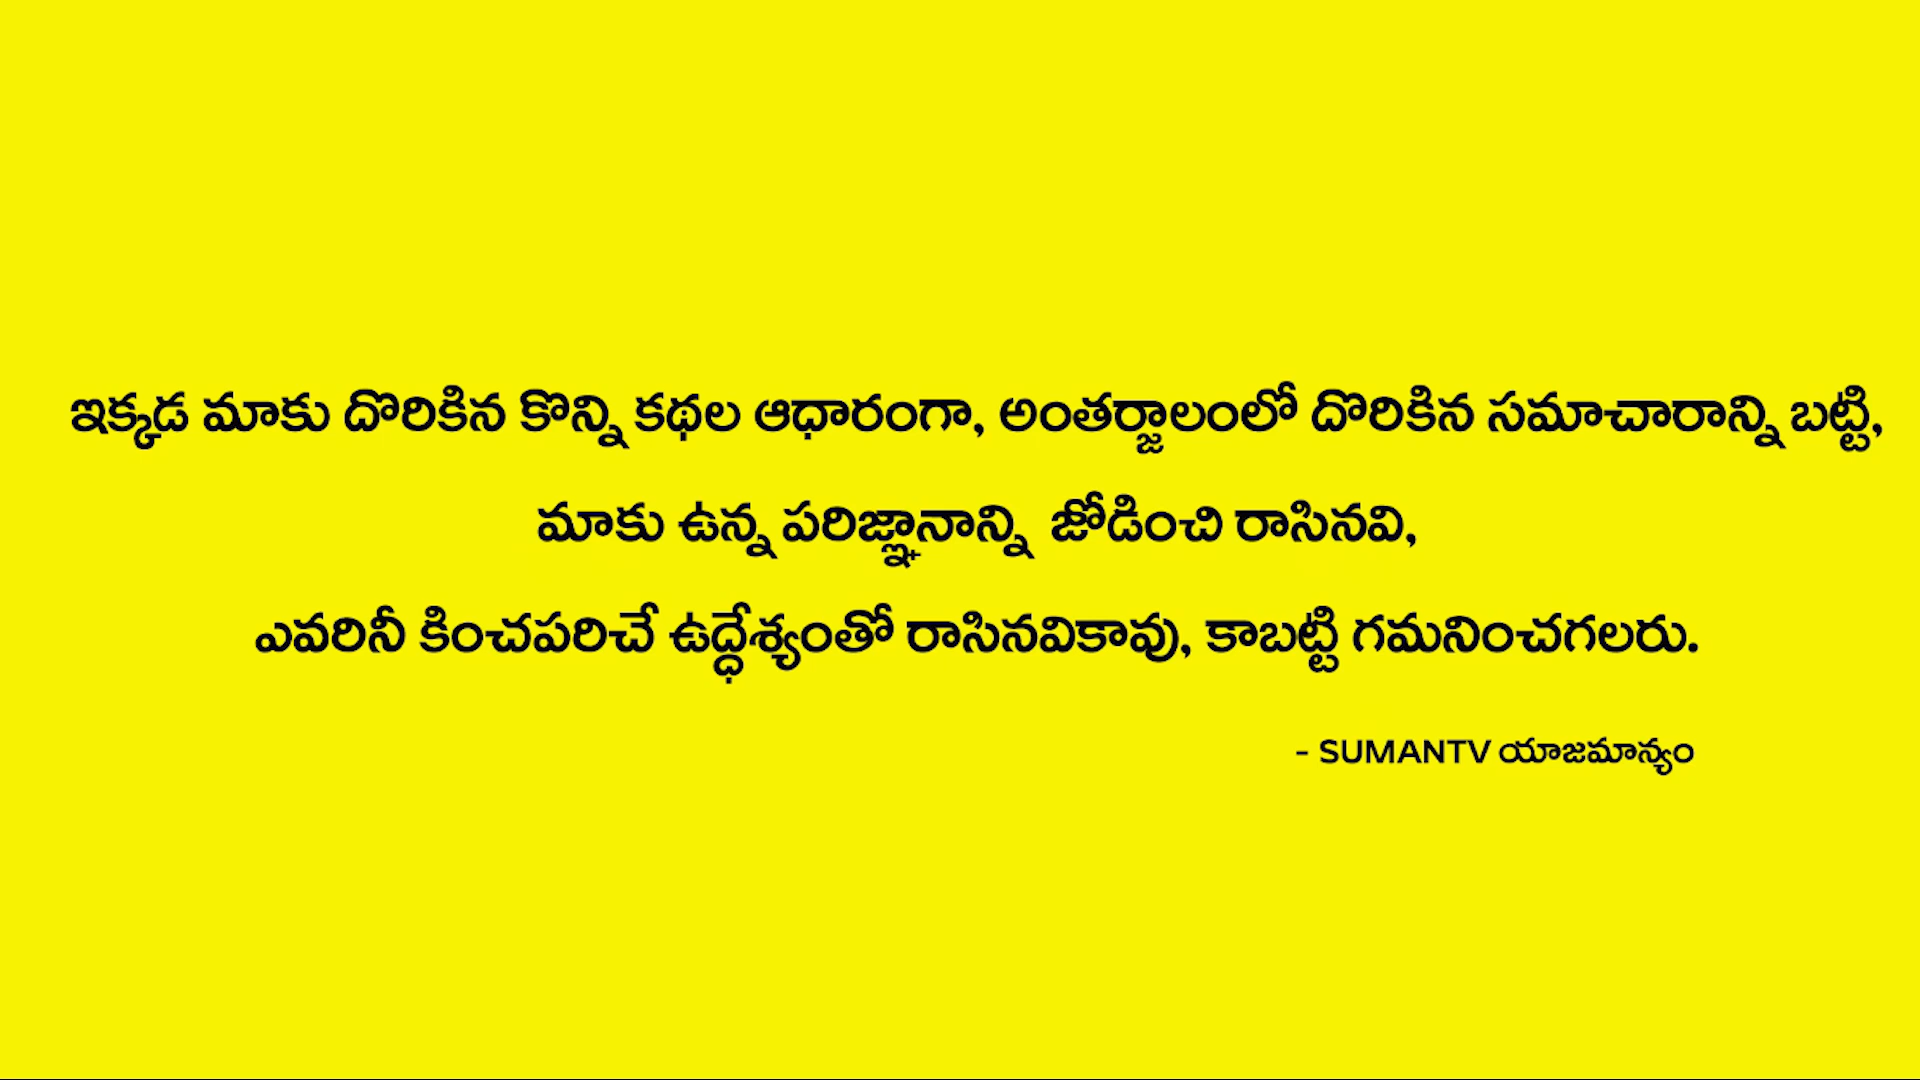 ఇక్కడ మాకు దొరికిన కొన్ని కథల ఆధారంగా, అంతర్జాలంలో దొరికిన సమాచారాన్ని బట్టి,
మాకు ఉన్న పరిజ్ఞానాన్ని జోడించి రాసినవి,
ఎవరినీ కించపరిచే ఉద్ధేశ్యంతో రాసినవికావు, కాబట్టి గమనించగలరు.
- SUMANTV యాజమాన్యం